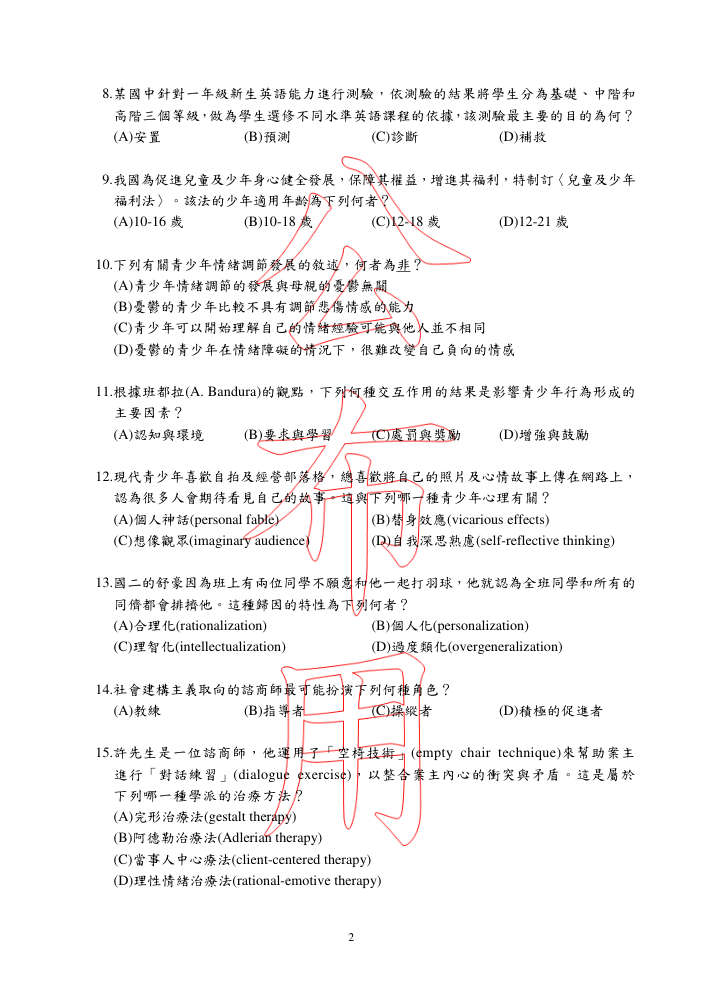 8.某國中針對一年級新生英語能力進行測驗，依測驗的結果將學生分為基礎、中階和
高階三個等級，做為學生選修不同水準英語課程的依據，該測驗最主要的目的為何？
(A)安置 (B)預測 (C)診斷 (D)補救
9.我國為促進兒童及少年身心健全發展，保障其權益，增進其福利，特制訂〈兒童及少年
福利法〉。該法的少年適用年齡為下列何者？
(A)10-16 歲 (B)10-18 歲 (C)12-18 歲 (D)12-21 歲
10.下列有關青少年情緒調節發展的敘述，何者為非？
(A)青少年情緒調節的發展與母親的憂鬱無關
(B)憂鬱的青少年比較不具有調節悲傷情感的能力
(C)青少年可以開始理解自己的情緒經驗可能與他人並不相同
(D)憂鬱的青少年在情緒障礙的情況下，很難改變自己負向的情感
11.根據班都拉(A. Bandura)的觀點，下列何種交互作用的結果是影響青少年行為形成的
主要因素？
(A)認知與環境 (B)要求與學習 (C)處罰與獎勵 (D)增強與鼓勵
12.現代青少年喜歡自拍及經營部落格，總喜歡將自己的照片及心情故事上傳在網路上，
認為很多人會期待看見自己的故事。這與下列哪一種青少年心理有關？
(A)個人神話(personal fable) (B)替身效應(vicarious effects)
(C)想像觀眾(imaginary audience) (D)自我深思熟慮(self-reflective thinking)
13.國二的舒豪因為班上有兩位同學不願意和他一起打羽球，他就認為全班同學和所有的
同儕都會排擠他。這種歸因的特性為下列何者？
(A)合理化(rationalization) (B)個人化(personalization)
(C)理智化(intellectualization) (D)過度類化(overgeneralization)
14.社會建構主義取向的諮商師最可能扮演下列何種角色？
(A)教練 (B)指導者 (C)操縱者 (D)積極的促進者
15.許先生是一位諮商師，他運用了「空椅技術」(empty chair technique)來幫助案主
進行「對話練習」(dialogue exercise)，以整合案主內心的衝突與矛盾。這是屬於
下列哪一種學派的治療方法？
(A)完形治療法(gestalt therapy)
(B)阿德勒治療法(Adlerian therapy)
(C)當事人中心療法(client-centered therapy)
(D)理性情緒治療法(rational-emotive therapy)
公布用
2